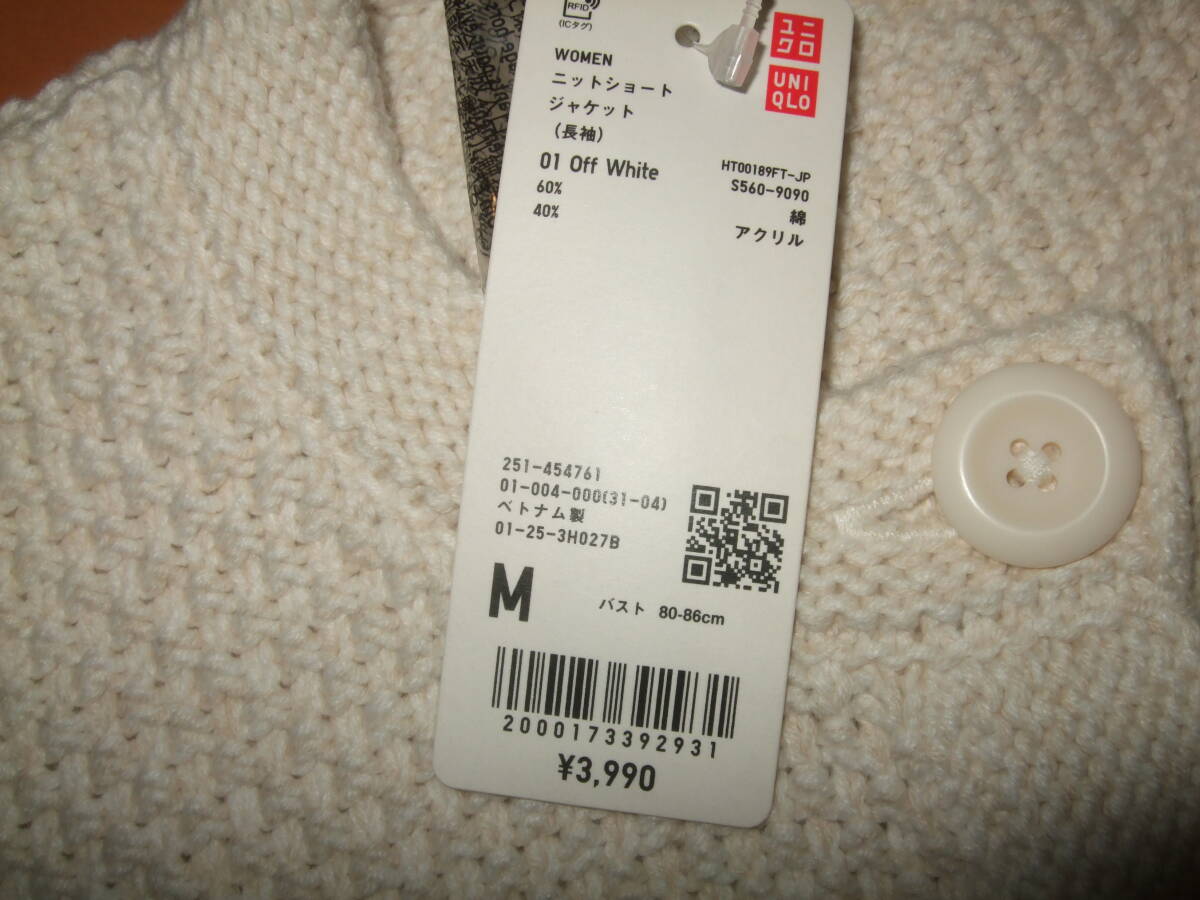 RFID
(ICタグ)
ユニ
クロ
UNI
QLO
WOMEN
ニットショート
ジャケット
(長袖)
01 Off White
HT00189FT-JP
S560-9090
60% 綿
40% アクリル
251-454761
01-004-000(31-04)
ベトナム製
01-25-3H027B
M バスト 80-86cm
2000173392931
¥3,990